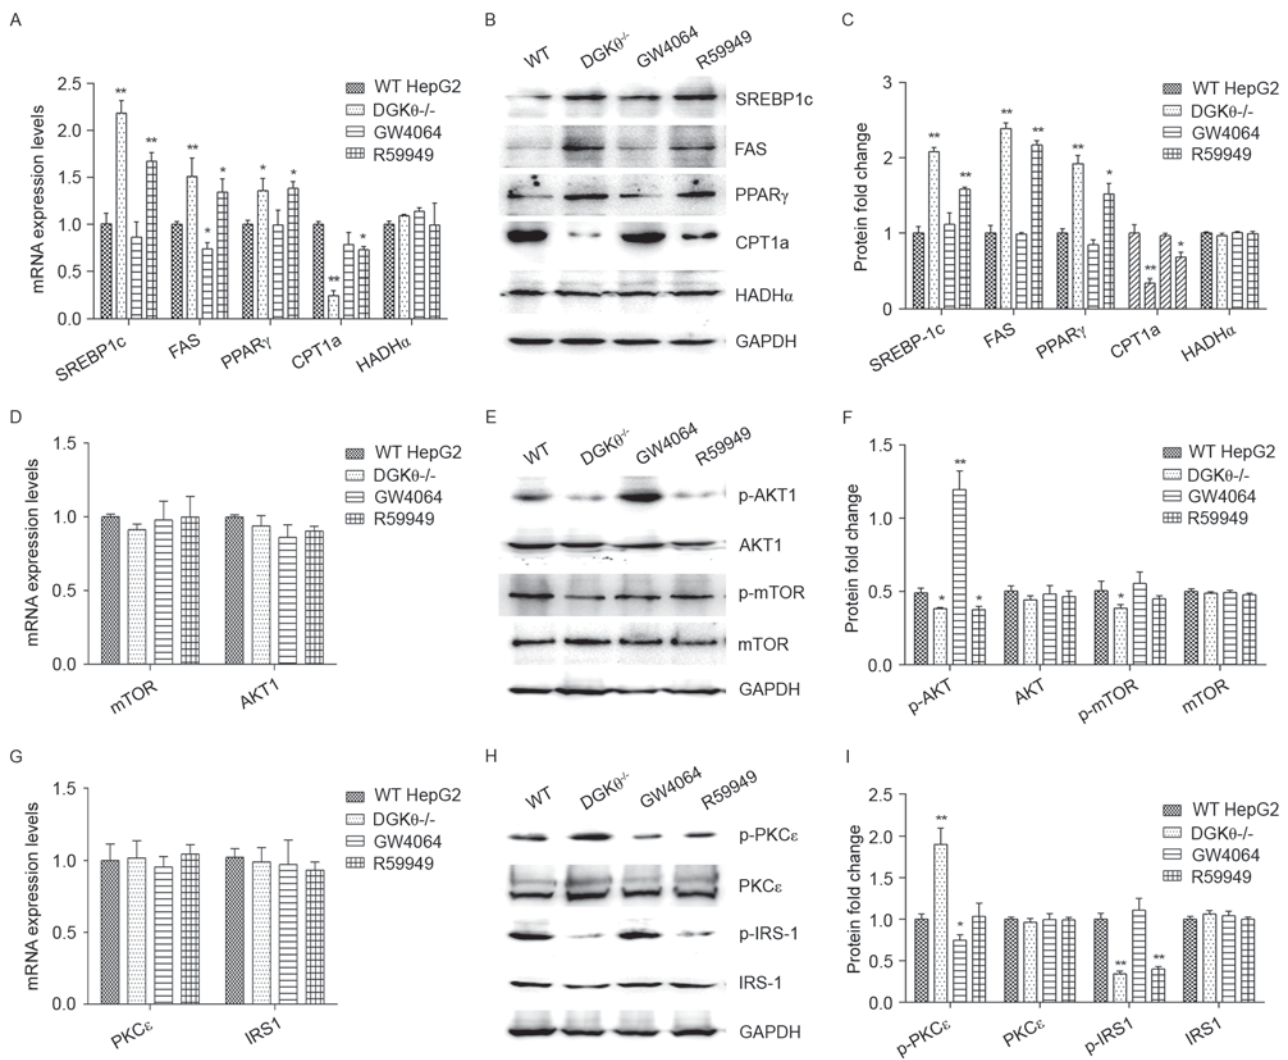 A
mRNA expression levels
2.5
2.0
1.5
1.0
0.5
0.0
** ** ** * * * * ** *
WT HepG2
DGKθ-/-
GW4064
R59949
SREBP1c FAS PPARγ CPT1a HADHα
B
WT DGKθ-/- GW4064 R59949
SREBP1c
FAS
PPARγ
CPT1a
HADHα
GAPDH
C
Protein fold change
3
2
1
0
** ** ** ** ** * ** *
WT HepG2
DGKθ-/-
GW4064
R59949
SREBP-1c FAS PPARγ CPT1a HADHα
D
mRNA expression levels
1.5
1.0
0.5
0.0
WT HepG2
DGKθ-/-
GW4064
R59949
mTOR AKT1
E
WT DGKθ-/- GW4064 R59949
p-AKT1
AKT1
p-mTOR
mTOR
GAPDH
F
Protein fold change
1.5
1.0
0.5
0.0
* ** * *
WT HepG2
DGKθ-/-
GW4064
R59949
p-AKT AKT p-mTOR mTOR
G
mRNA expression levels
1.5
1.0
0.5
0.0
WT HepG2
DGKθ-/-
GW4064
R59949
PKCε IRS1
H
WT DGKθ-/- GW4064 R59949
p-PKCε
PKCε
p-IRS-1
IRS-1
GAPDH
I
Protein fold change
2.5
2.0
1.5
1.0
0.5
0.0
** * ** **
WT HepG2
DGKθ-/-
GW4064
R59949
p-PKCε PKCε p-IRS1 IRS1